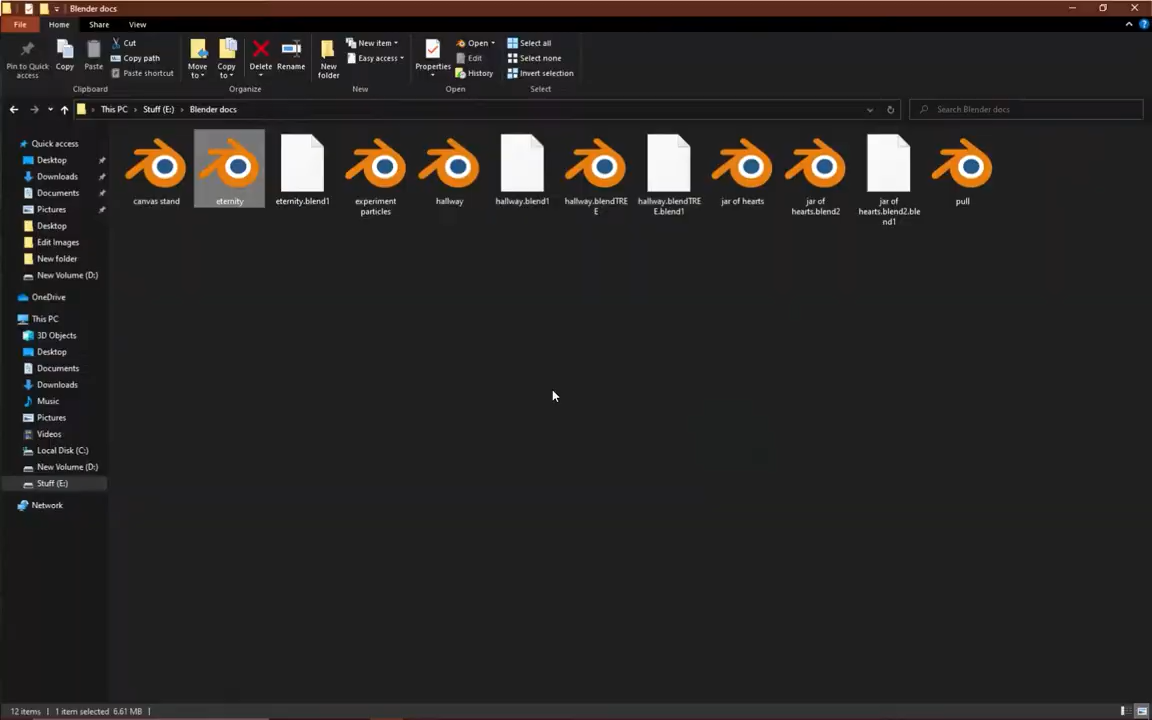 Blender docs
File
Home
Share
View
Pin to Quick
access
Copy
Paste
Cut
Copy path
Paste shortcut
Clipboard
Move
to
Copy
to
Delete
Rename
Organize
New
folder
New item
Easy access
New
Properties
Open
Edit
History
Open
Select all
Select none
Invert selection
Select
This PC
Stuff (E:)
Blender docs
Search Blender docs
Quick access
Desktop
Downloads
Documents
Pictures
Desktop
Edit Images
New folder
New Volume (D:)
OneDrive
This PC
3D Objects
Desktop
Documents
Downloads
Music
Pictures
Videos
Local Disk (C:)
New Volume (D:)
Stuff (E:)
Network
canvas stand
eternity
eternity.blend1
experiment
particles
hallway
hallway.blend1
hallway.blendTRE
E
hallway.blendTR
E.blend1
jar of hearts
jar of
hearts.blend2
jar of
hearts.blend2.ble
nd1
pull
12 items
1 item selected 6.61 MB